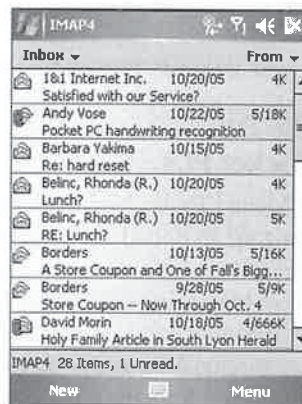 IMAP4
Inbox From
1&1 Internet Inc. 10/20/05 4K
Satisfied with our Service?
Andy Vose 10/22/05 5/18K
Pocket PC handwriting recognition
Barbara Yakima 10/15/05 4K
Re: hard reset
Belinc, Rhonda (R.) 10/20/05 4K
Lunch?
Belinc, Rhonda (R.) 10/20/05 5K
RE: Lunch?
Borders 10/13/05 5/16K
A Store Coupon and One of Fall's Bigg...
Borders 9/28/05 5/9K
Store Coupon -- Now Through Oct. 4
David Morin 10/18/05 4/666K
Holy Family Article in South Lyon Herald
IMAP4 28 Items, 1 Unread.
New Menu